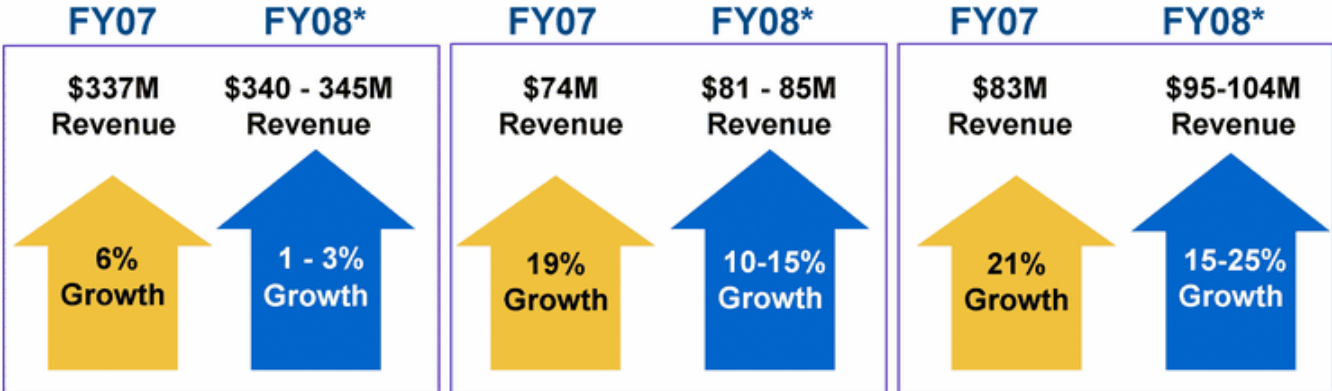 FY07
FY08*
$337M
Revenue
$340 - 345M
Revenue
6%
Growth
1 - 3%
Growth
FY07
FY08*
$74M
Revenue
$81 - 85M
Revenue
19%
Growth
10-15%
Growth
FY07
FY08*
$83M
Revenue
$95-104M
Revenue
21%
Growth
15-25%
Growth